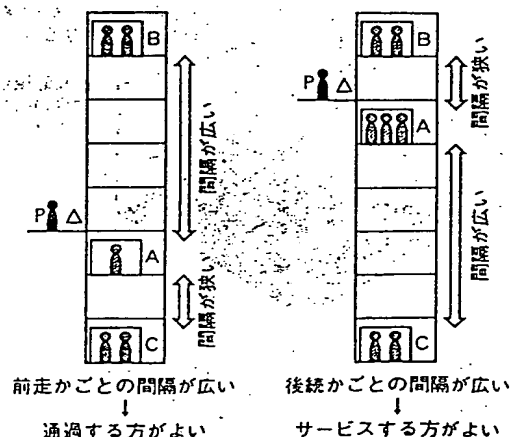 B
間隔が広い
P △
A
間隔が狭い
C
前走かごとの間隔が広い
↓
通過する方がよい
B
間隔が狭い
P △
A
間隔が広い
C
後続かごとの間隔が広い
↓
サービスする方がよい